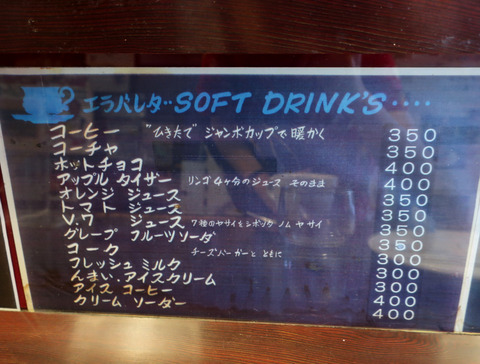 エラバレタ‥SOFT DRINK'S‥‥
コーヒー "ひきたて" ジャンボカップで暖かく 350
コーチャ 350
ホットチョコ 400
アップル タイザー リンゴ 4ヶ分のジュース そのまま 400
オレンジ ジュース 350
トマト ジュース 350
V.7 ジュース 7種のヤサイをシボッタ ノム ヤサイ 350
グレープ フルーツソーダ 350
コーク チーズバーガーと ともに 300
フレッシュ ミルク 300
んまい.アイスクリーム 300
アイス コーヒー 400
クリーム ソーダー 400